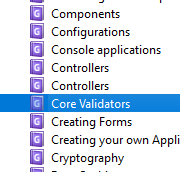 Components
Configurations
Console applications
Controllers
Controllers
Core Validators
Creating Forms
Creating your own Appli
Cryptography